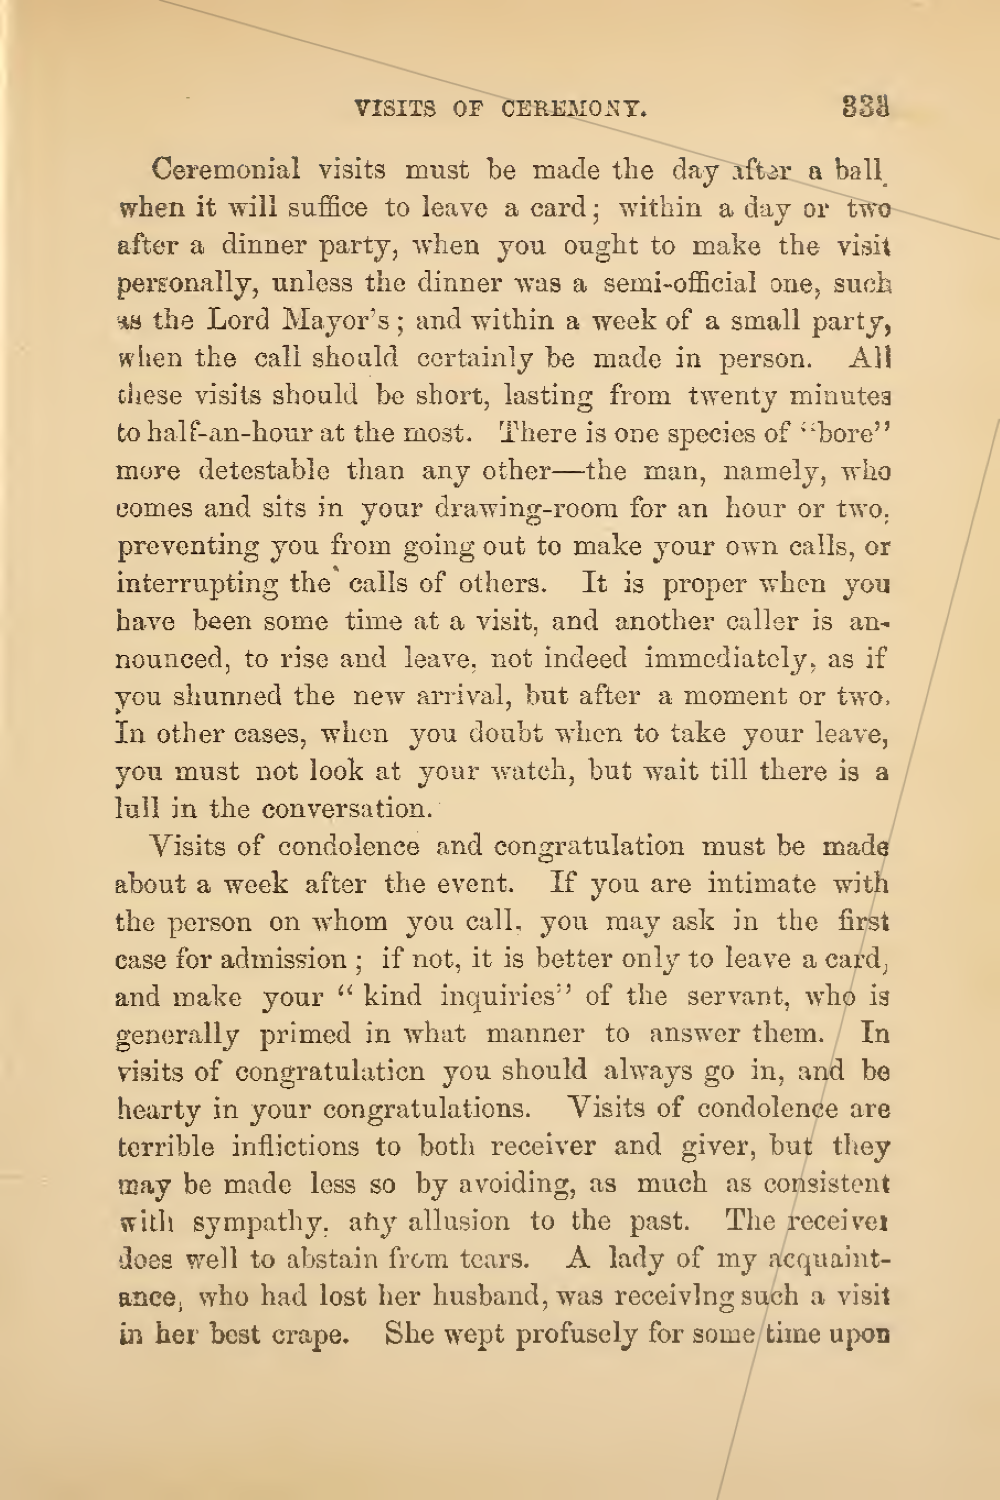 VISITS OF CEREMONY. 333
Ceremonial visits must be made the day after a ball,
when it will suffice to leave a card; within a day or two
after a dinner party, when you ought to make the visit
personally, unless the dinner was a semi-official one, such
as the Lord Mayor's; and within a week of a small party,
when the call should certainly be made in person. All
these visits should be short, lasting from twenty minutes
to half-an-hour at the most. There is one species of "bore"
more detestable than any other—the man, namely, who
comes and sits in your drawing-room for an hour or two,
preventing you from going out to make your own calls, or
interrupting the calls of others. It is proper when you
have been some time at a visit, and another caller is an-
nounced, to rise and leave, not indeed immediately, as if
you shunned the new arrival, but after a moment or two.
In other cases, when you doubt when to take your leave,
you must not look at your watch, but wait till there is a
lull in the conversation.
Visits of condolence and congratulation must be made
about a week after the event. If you are intimate with
the person on whom you call, you may ask in the first
case for admission; if not, it is better only to leave a card,
and make your "kind inquiries" of the servant, who is
generally primed in what manner to answer them. In
visits of congratulation you should always go in, and be
hearty in your congratulations. Visits of condolence are
terrible inflictions to both receiver and giver, but they
may be made less so by avoiding, as much as consistent
with sympathy, any allusion to the past. The receiver
does well to abstain from tears. A lady of my acquaint-
ance, who had lost her husband, was receiving such a visit
in her best crape. She wept profusely for some time upon